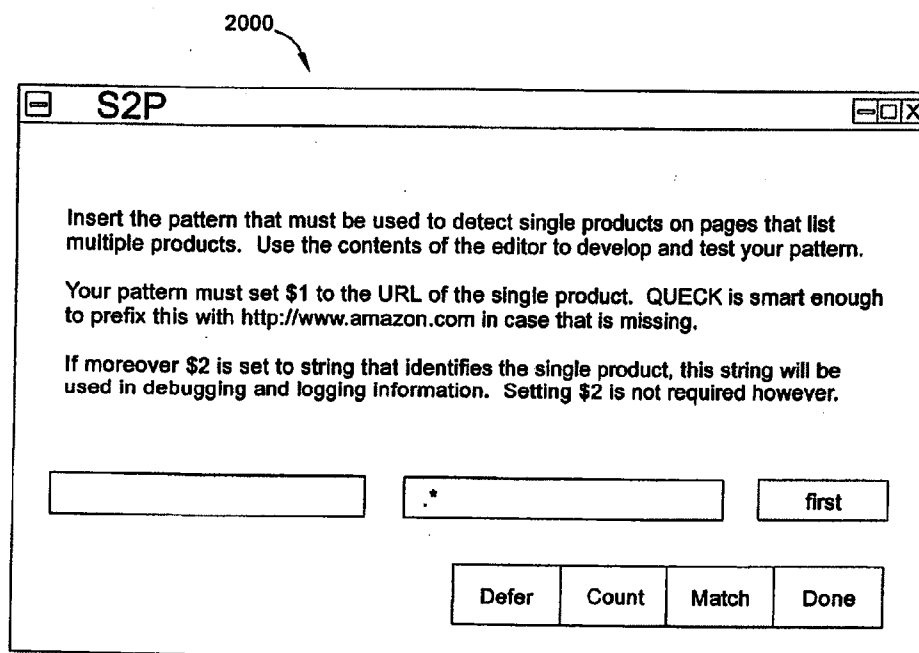 2000
S2P
Insert the pattern that must be used to detect single products on pages that list
multiple products. Use the contents of the editor to develop and test your pattern.
Your pattern must set $1 to the URL of the single product. QUECK is smart enough
to prefix this with http://www.amazon.com in case that is missing.
If moreover $2 is set to string that identifies the single product, this string will be
used in debugging and logging information. Setting $2 is not required however.
.* first
Defer Count Match Done